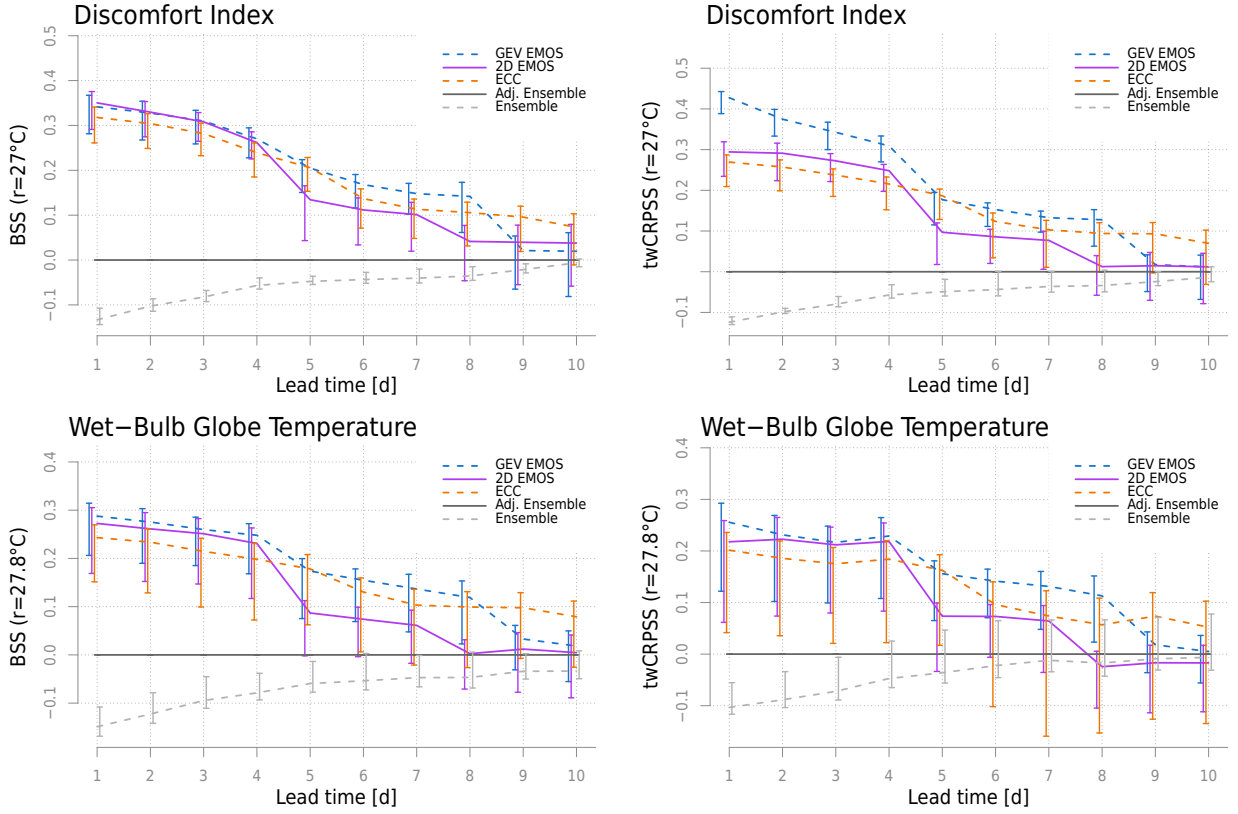 Discomfort Index
BSS (r=27°C)
0.5
0.4
0.3
0.2
0.1
0.0
−0.1
GEV EMOS
2D EMOS
ECC
Adj. Ensemble
Ensemble
1 2 3 4 5 6 7 8 9 10
Lead time [d]
Discomfort Index
twCRPSS (r=27°C)
0.5
0.4
0.3
0.2
0.1
−0.1
GEV EMOS
2D EMOS
ECC
Adj. Ensemble
Ensemble
1 2 3 4 5 6 7 8 9 10
Lead time [d]
Wet−Bulb Globe Temperature
BSS (r=27.8°C)
0.4
0.3
0.2
0.1
0.0
−0.1
GEV EMOS
2D EMOS
ECC
Adj. Ensemble
Ensemble
1 2 3 4 5 6 7 8 9 10
Lead time [d]
Wet−Bulb Globe Temperature
twCRPSS (r=27.8°C)
0.4
0.3
0.2
0.1
0.0
−0.1
GEV EMOS
2D EMOS
ECC
Adj. Ensemble
Ensemble
1 2 3 4 5 6 7 8 9 10
Lead time [d]